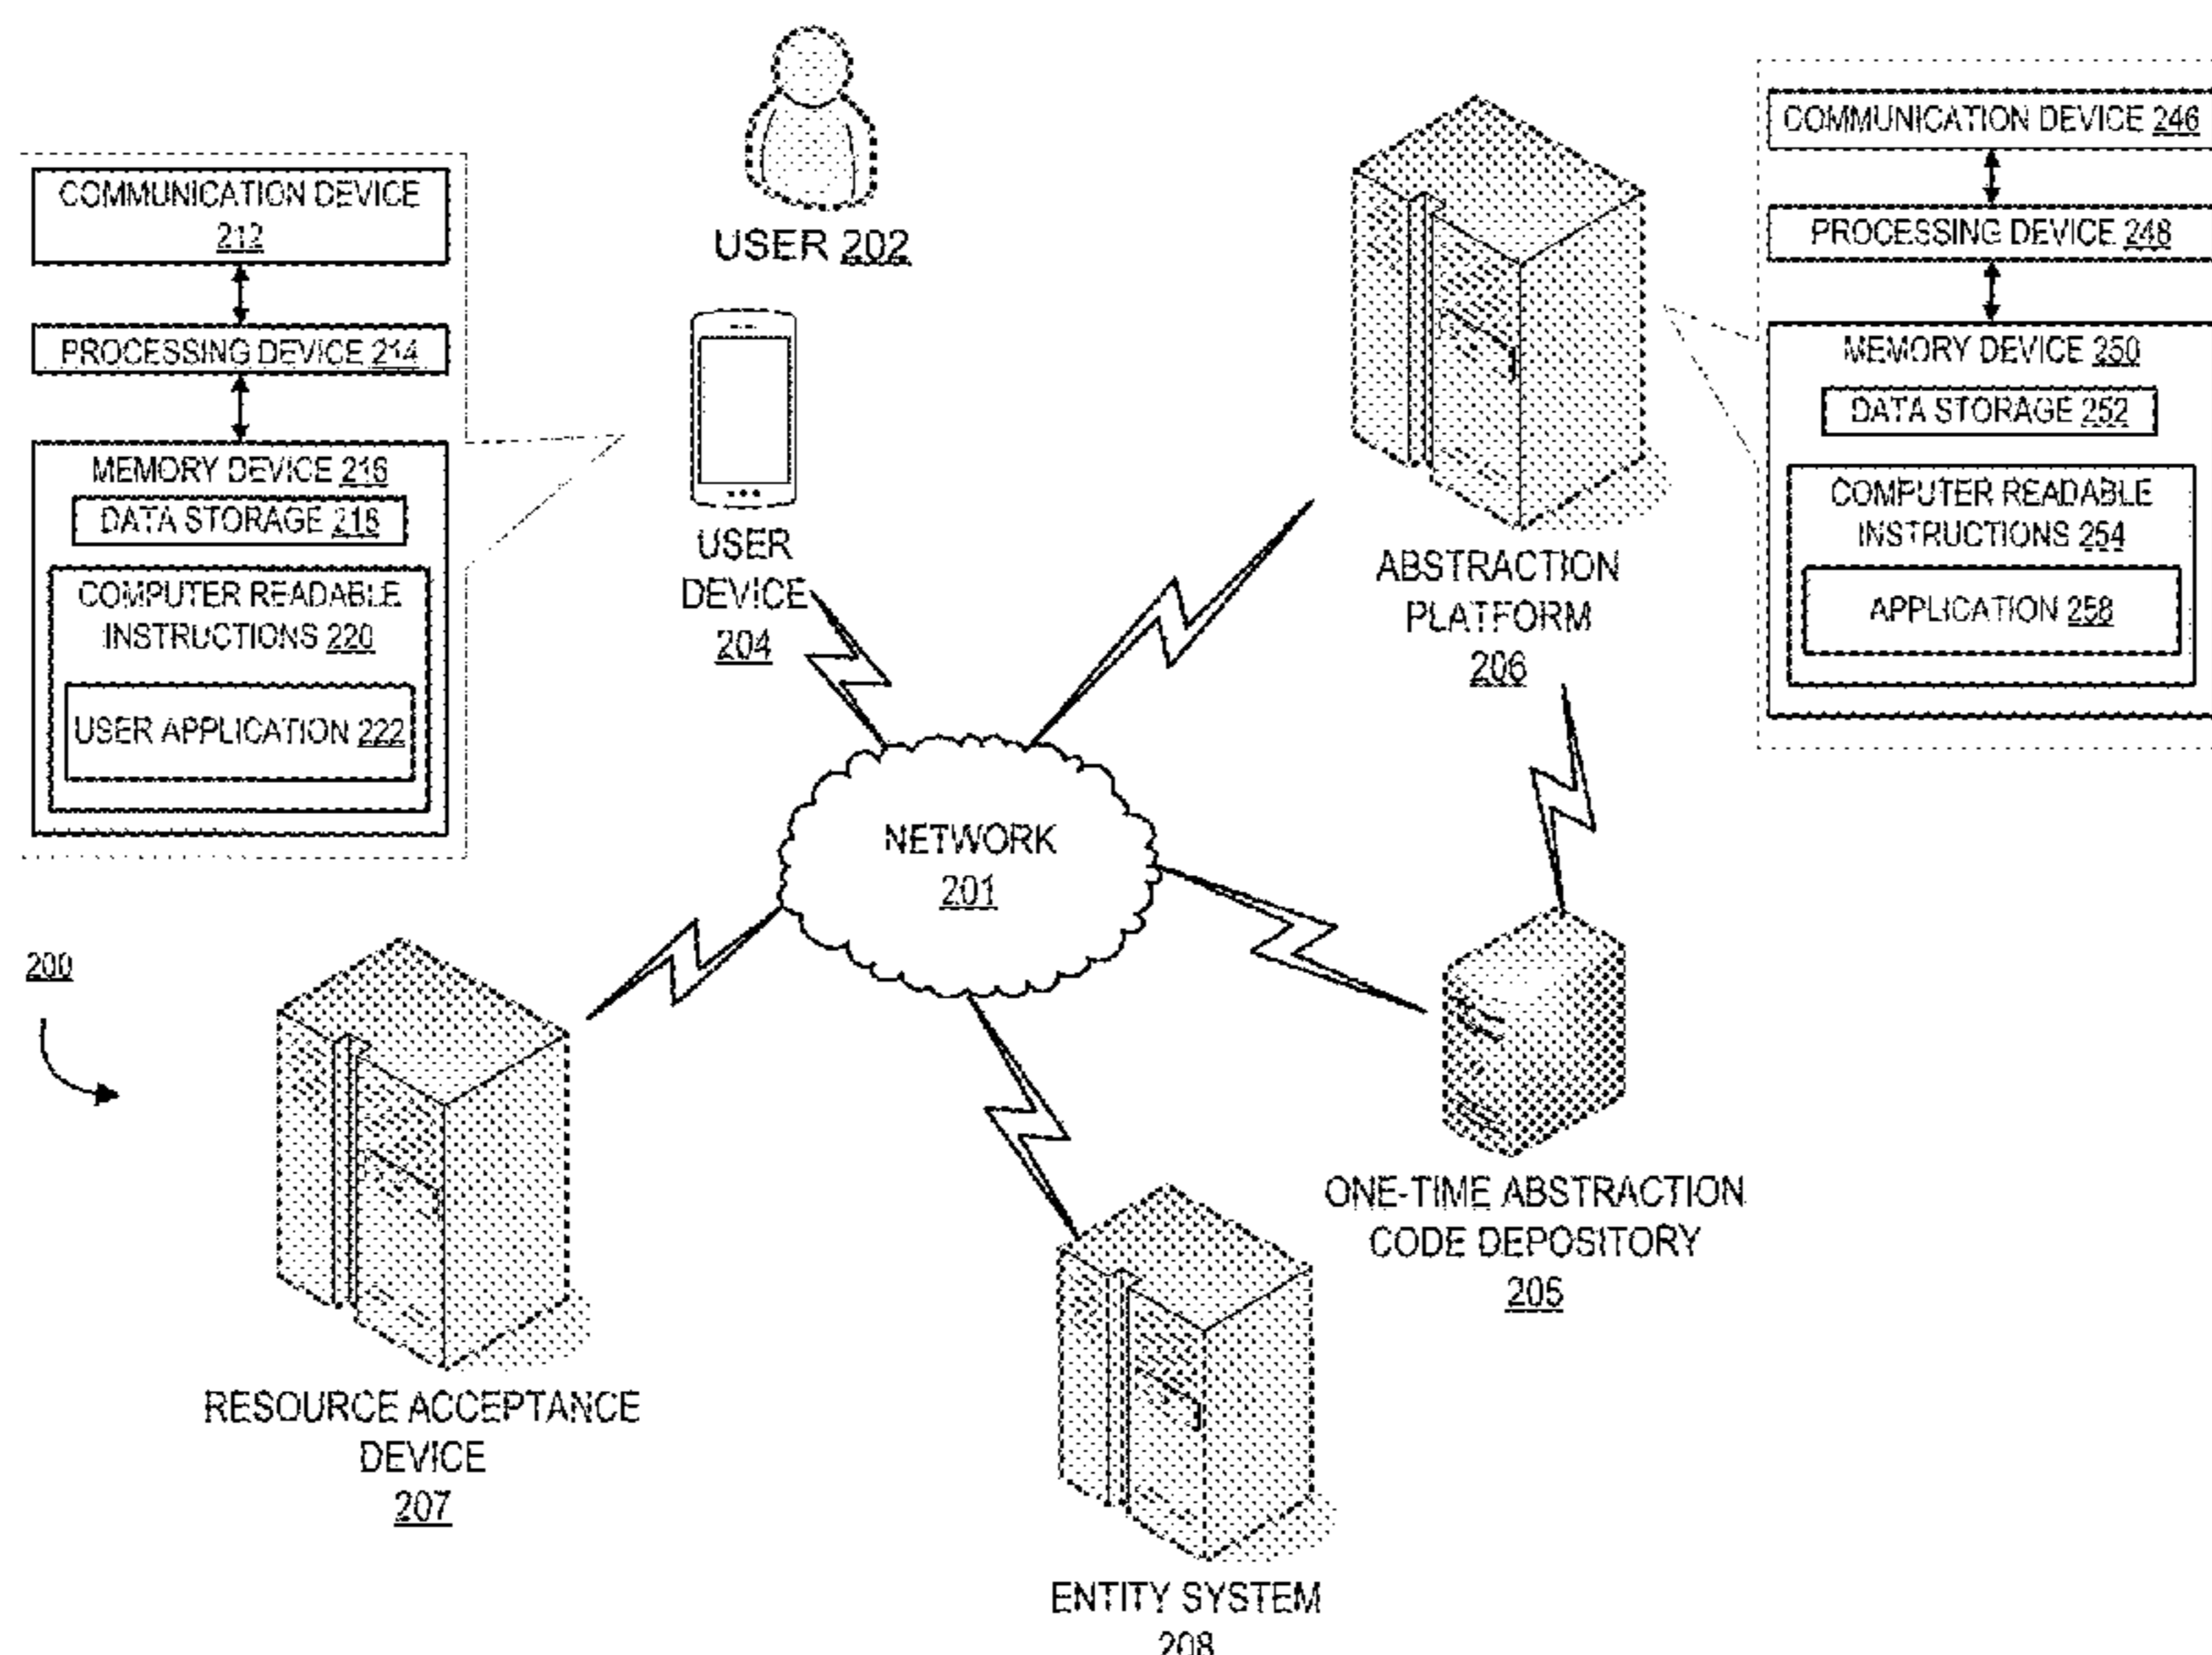 USER 202
COMMUNICATION DEVICE
212
PROCESSING DEVICE 214
MEMORY DEVICE 216
DATA STORAGE 218
COMPUTER READABLE
INSTRUCTIONS 220
USER APPLICATION 222
USER
DEVICE
204
ABSTRACTION
PLATFORM
206
COMMUNICATION DEVICE 246
PROCESSING DEVICE 248
MEMORY DEVICE 250
DATA STORAGE 252
COMPUTER READABLE
INSTRUCTIONS 254
APPLICATION 258
NETWORK
201
200
RESOURCE ACCEPTANCE
DEVICE
207
ONE-TIME ABSTRACTION
CODE DEPOSITORY
205
ENTITY SYSTEM
208